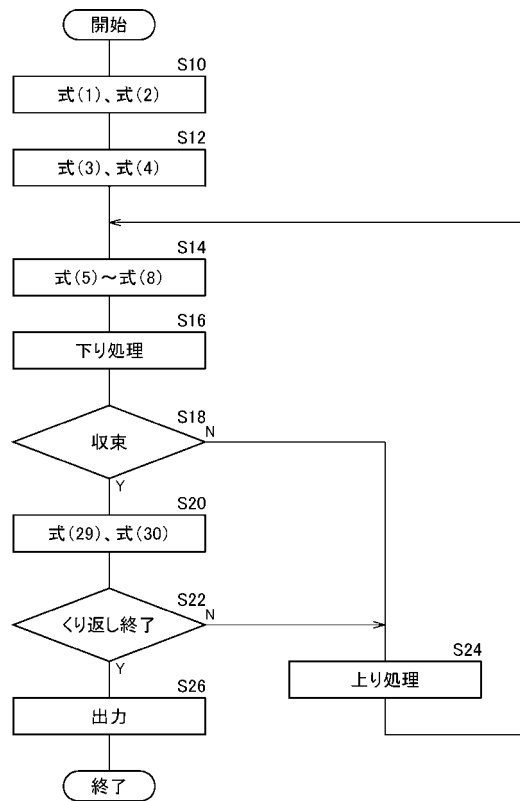 開始
S10
式(1)、式(2)
S12
式(3)、式(4)
S14
式(5)～式(8)
S16
下り処理
S18
収束
N
Y
S20
式(29)、式(30)
S22
くり返し終了
N
Y
S24
上り処理
S26
出力
終了